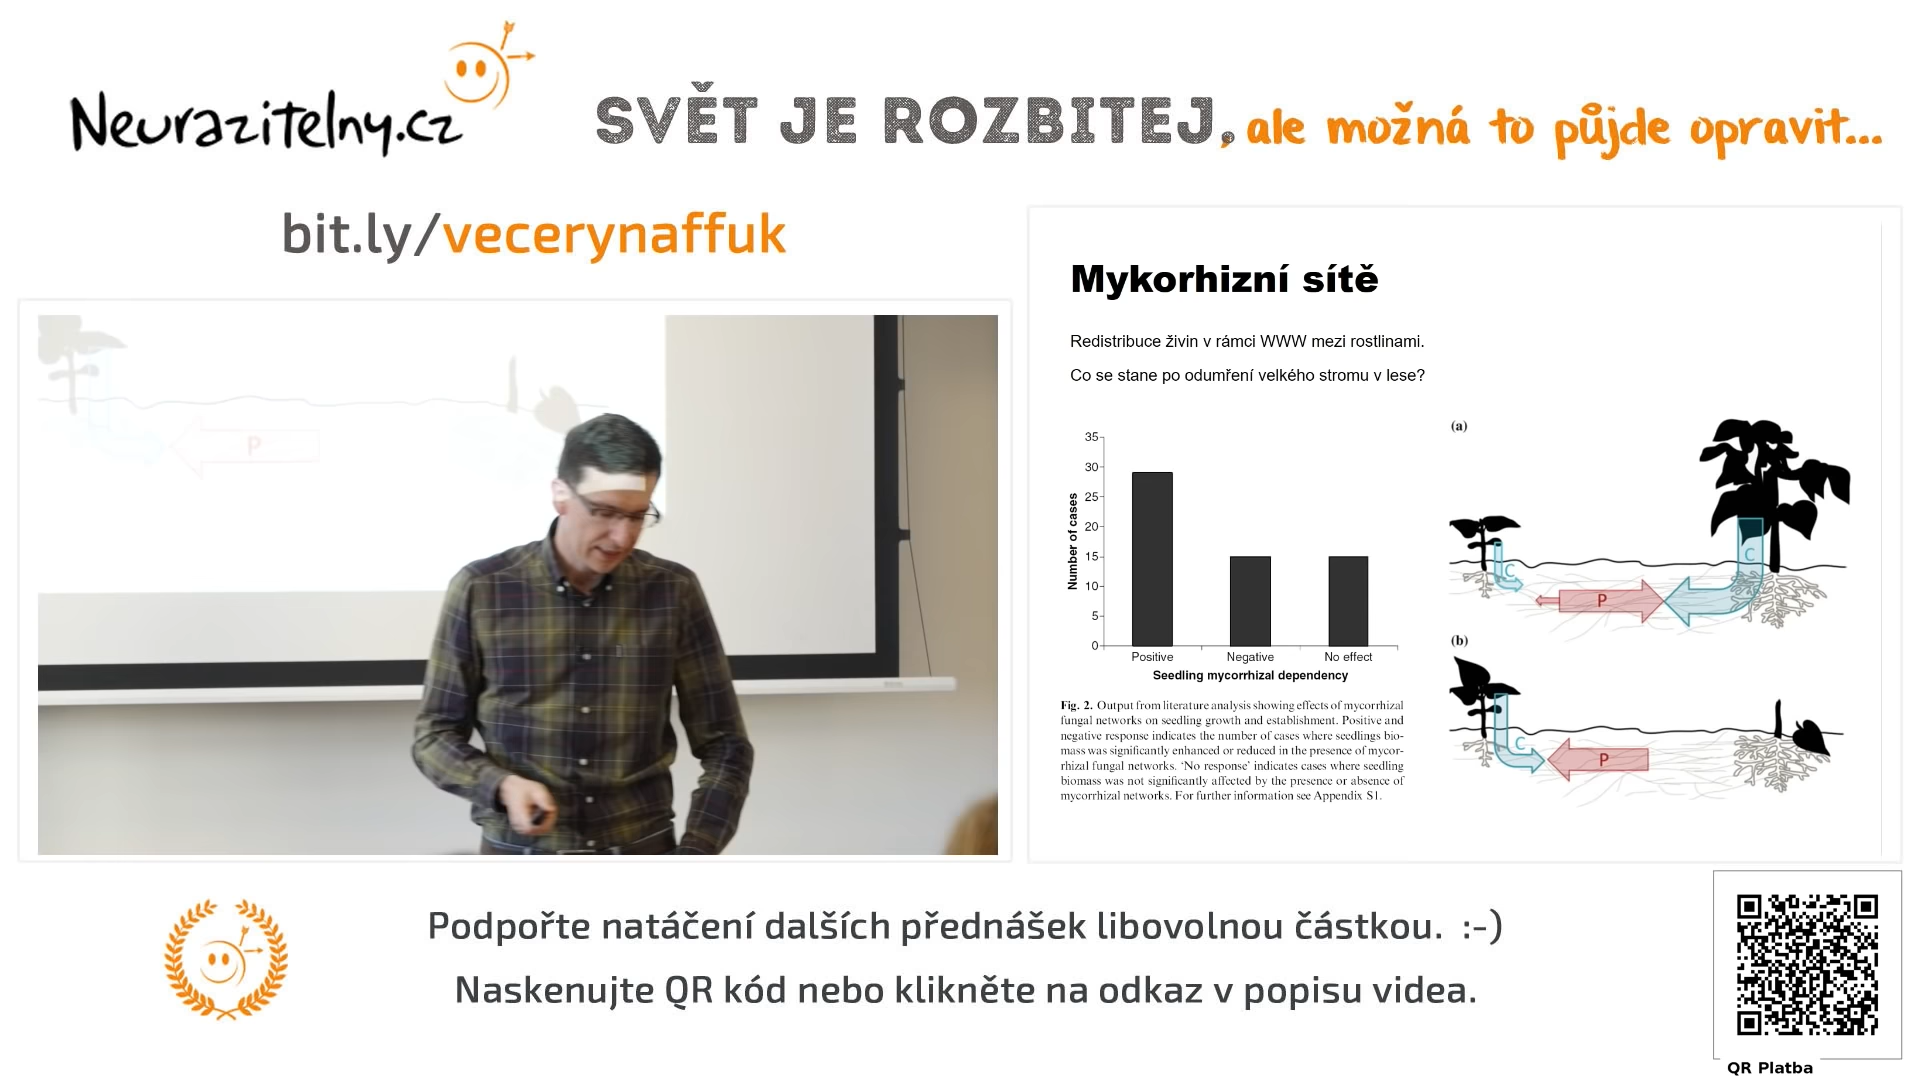 Neurazitelny.cz
SVĚT JE ROZBITEJ, ale možná to půjde opravit...
bit.ly/vecerynaffuk
P
Mykorhizní sítě
Redistribuce živin v rámci WWW mezi rostlinami.
Co se stane po odumření velkého stromu v lese?
35
30
25
20
15
10
5
0
Number of cases
Positive Negative No effect
Seedling mycorrhizal dependency
Fig. 2. Output from literature analysis showing effects of mycorrhizal
fungal networks on seedling growth and establishment. Positive and
negative response indicates the number of cases where seedlings bio-
mass was significantly enhanced or reduced in the presence of mycor-
rhizal fungal networks. ‘No response’ indicates cases where seedling
biomass was not significantly affected by the presence or absence of
mycorrhizal networks. For further information see Appendix S1.
(a)
C
C
P
(b)
C
P
Podpořte natáčení dalších přednášek libovolnou částkou. :-)
Naskenujte QR kód nebo klikněte na odkaz v popisu videa.
QR Platba